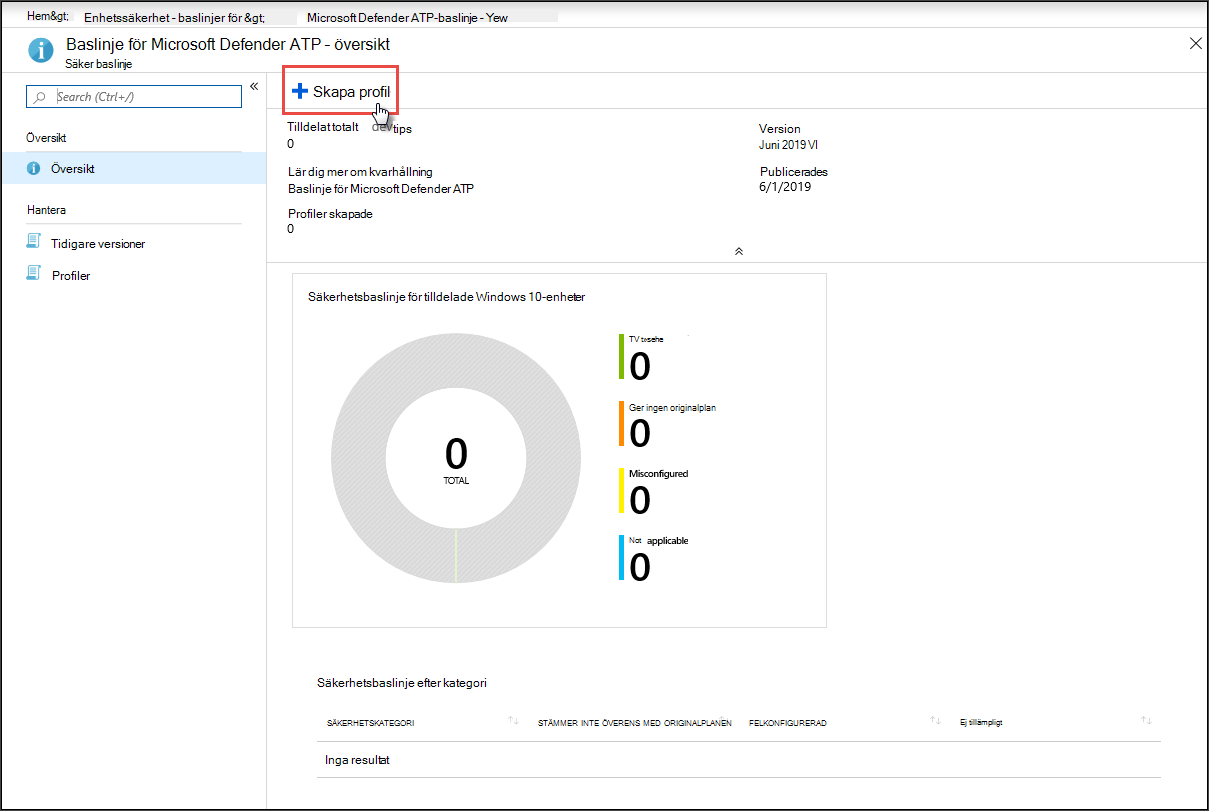 Hem&gt; Enhetssäkerhet - baslinjer för &gt; Microsoft Defender ATP-baslinje - Yew
Baslinje för Microsoft Defender ATP - översikt
Säker baslinje
Search (Ctrl+/)
Översikt
Översikt
Hantera
Tidigare versioner
Profiler
Skapa profil
Tilldelat totalt dev tips
0
Version
Juni 2019 VI
Lär dig mer om kvarhållning
Baslinje för Microsoft Defender ATP
Publicerades
6/1/2019
Profiler skapade
0
Säkerhetsbaslinje för tilldelade Windows 10-enheter
0
TOTAL
TV
0
Ger ingen originalplan
0
Misconfigured
0
Not applicable
0
Säkerhetsbaslinje efter kategori
SÄKERHETSKATEGORI STÄMMER INTE ÖVERENS MED ORIGINALPLANEN FELKONFIGURERAD Ej tillämpligt
Inga resultat